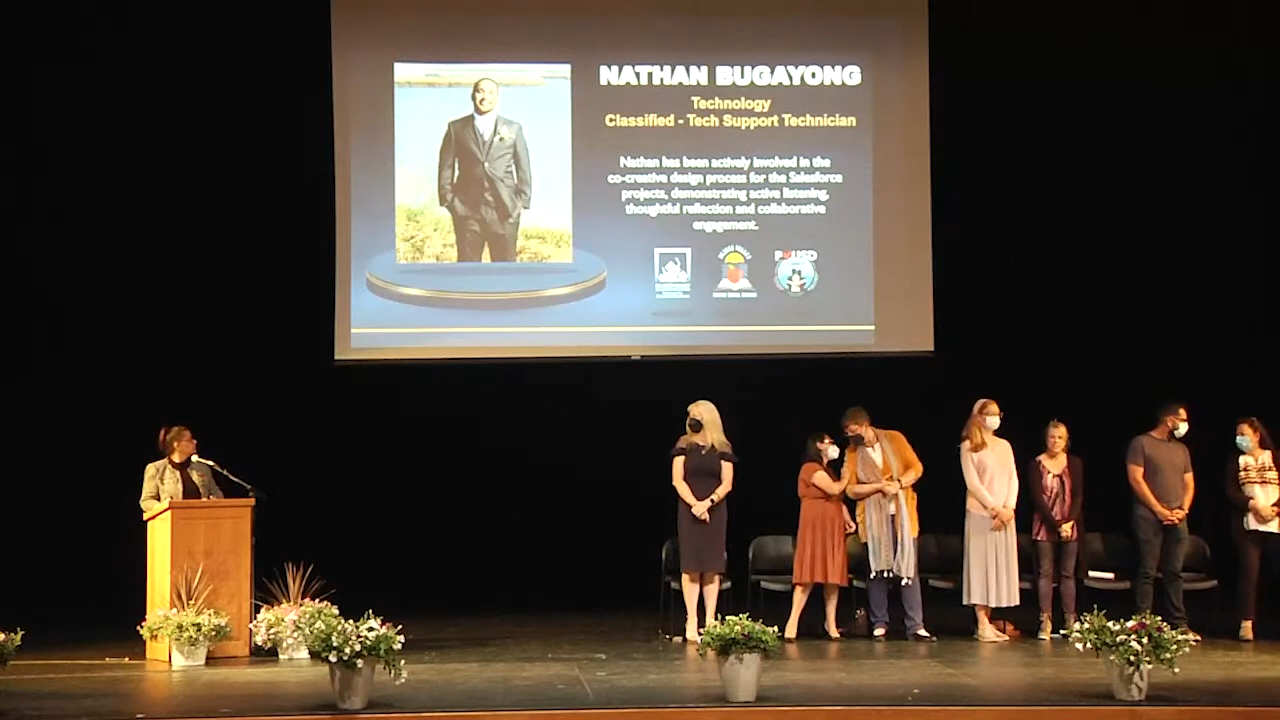 NATHAN BUGAYONG
Technology
Classified - Tech Support Technician
Nathan has been actively involved in the
co-creative design process for the Salesforce
projects, demonstrating active listening,
thoughtful reflection and collaborative
engagement.